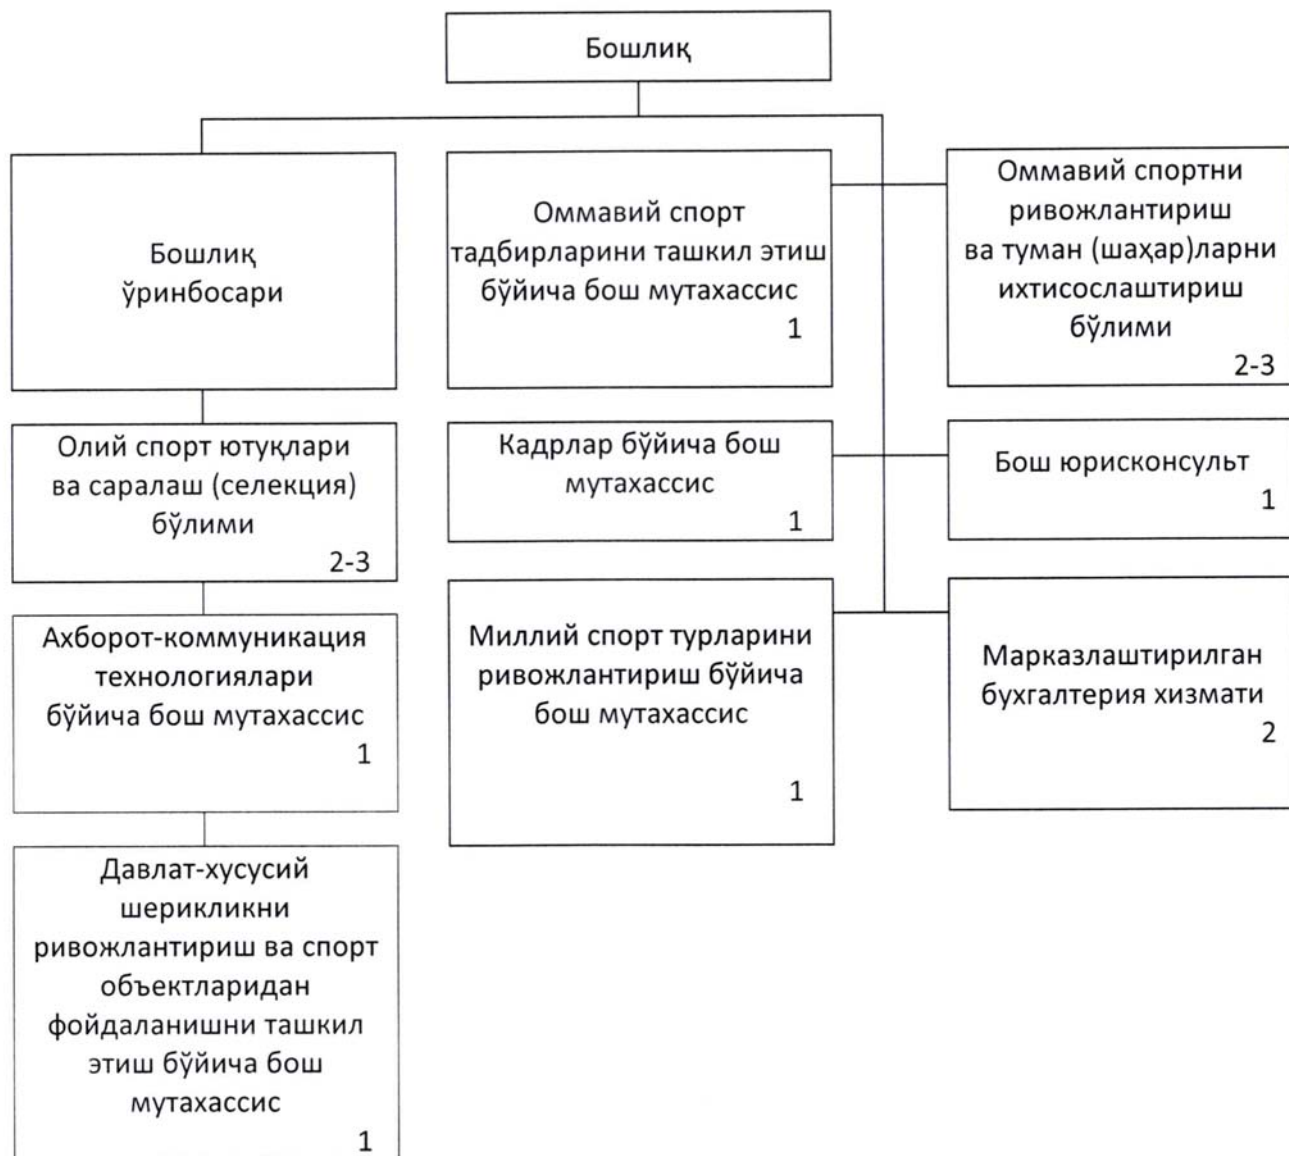 Бошлиқ
Бошлиқ
ўринбосари
Оммавий спорт
тадбирларини ташкил этиш
бўйича бош мутахассис
1
Оммавий спортни
ривожлантириш
ва туман (шаҳар)ларни
ихтисослаштириш
бўлими
2-3
Олий спорт ютуқлари
ва саралаш (селекция)
бўлими
2-3
Кадрлар бўйича бош
мутахассис
1
Бош юрисконсульт
1
Ахборот-коммуникация
технологиялари
бўйича бош мутахассис
1
Миллий спорт турларини
ривожлантириш бўйича
бош мутахассис
1
Марказлаштирилган
бухгалтерия хизмати
2
Давлат-хусусий
шерикликни
ривожлантириш ва спорт
объектларидан
фойдаланишни ташкил
этиш бўйича бош
мутахассис
1